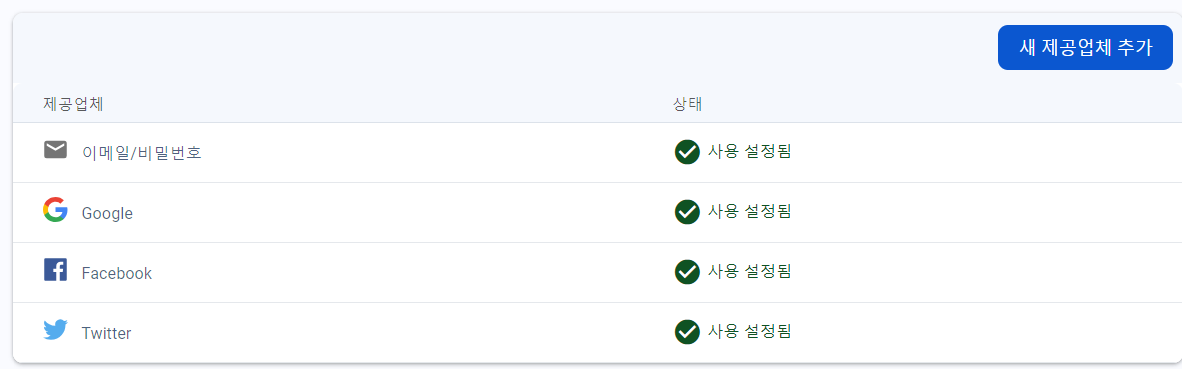 새 제공업체 추가
제공업체 상태
이메일/비밀번호 사용 설정됨
Google 사용 설정됨
Facebook 사용 설정됨
Twitter 사용 설정됨